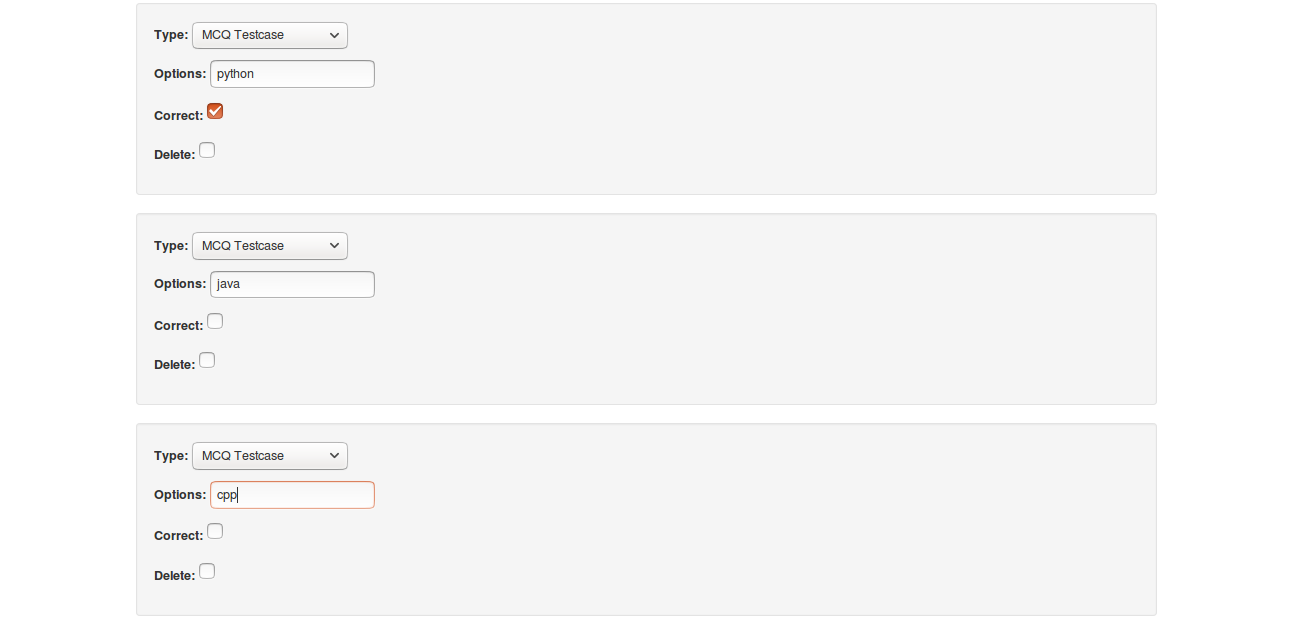 Type: MCQ Testcase
Options: python
Correct:
Delete:
Type: MCQ Testcase
Options: java
Correct:
Delete:
Type: MCQ Testcase
Options: cpp
Correct:
Delete: